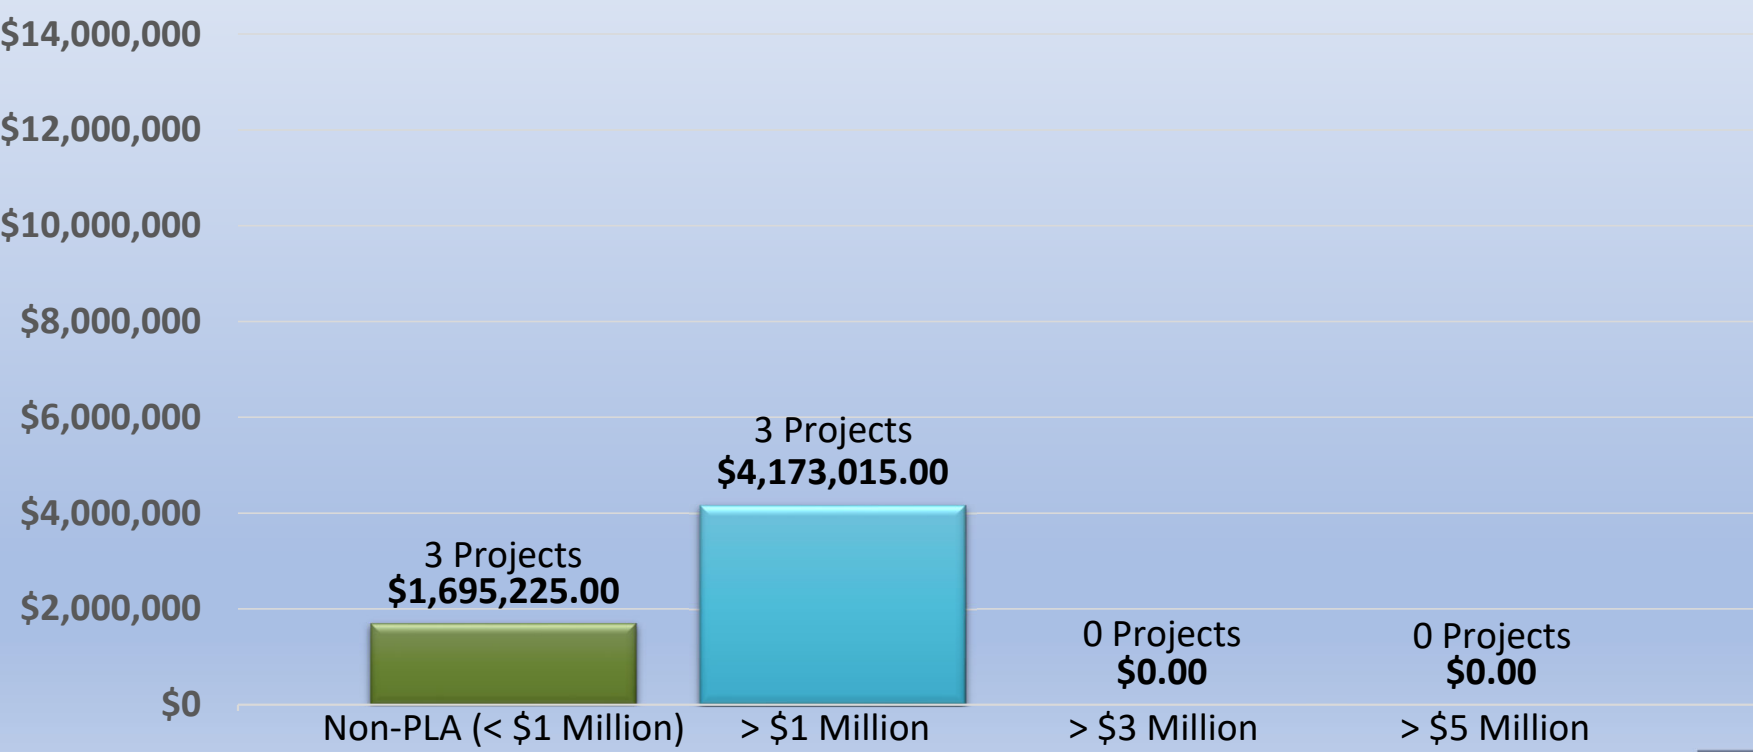 $14,000,000
$12,000,000
$10,000,000
$8,000,000
$6,000,000
$4,000,000
$2,000,000
$0
3 Projects
$1,695,225.00
3 Projects
$4,173,015.00
0 Projects
$0.00
0 Projects
$0.00
Non-PLA (< $1 Million)
> $1 Million
> $3 Million
> $5 Million